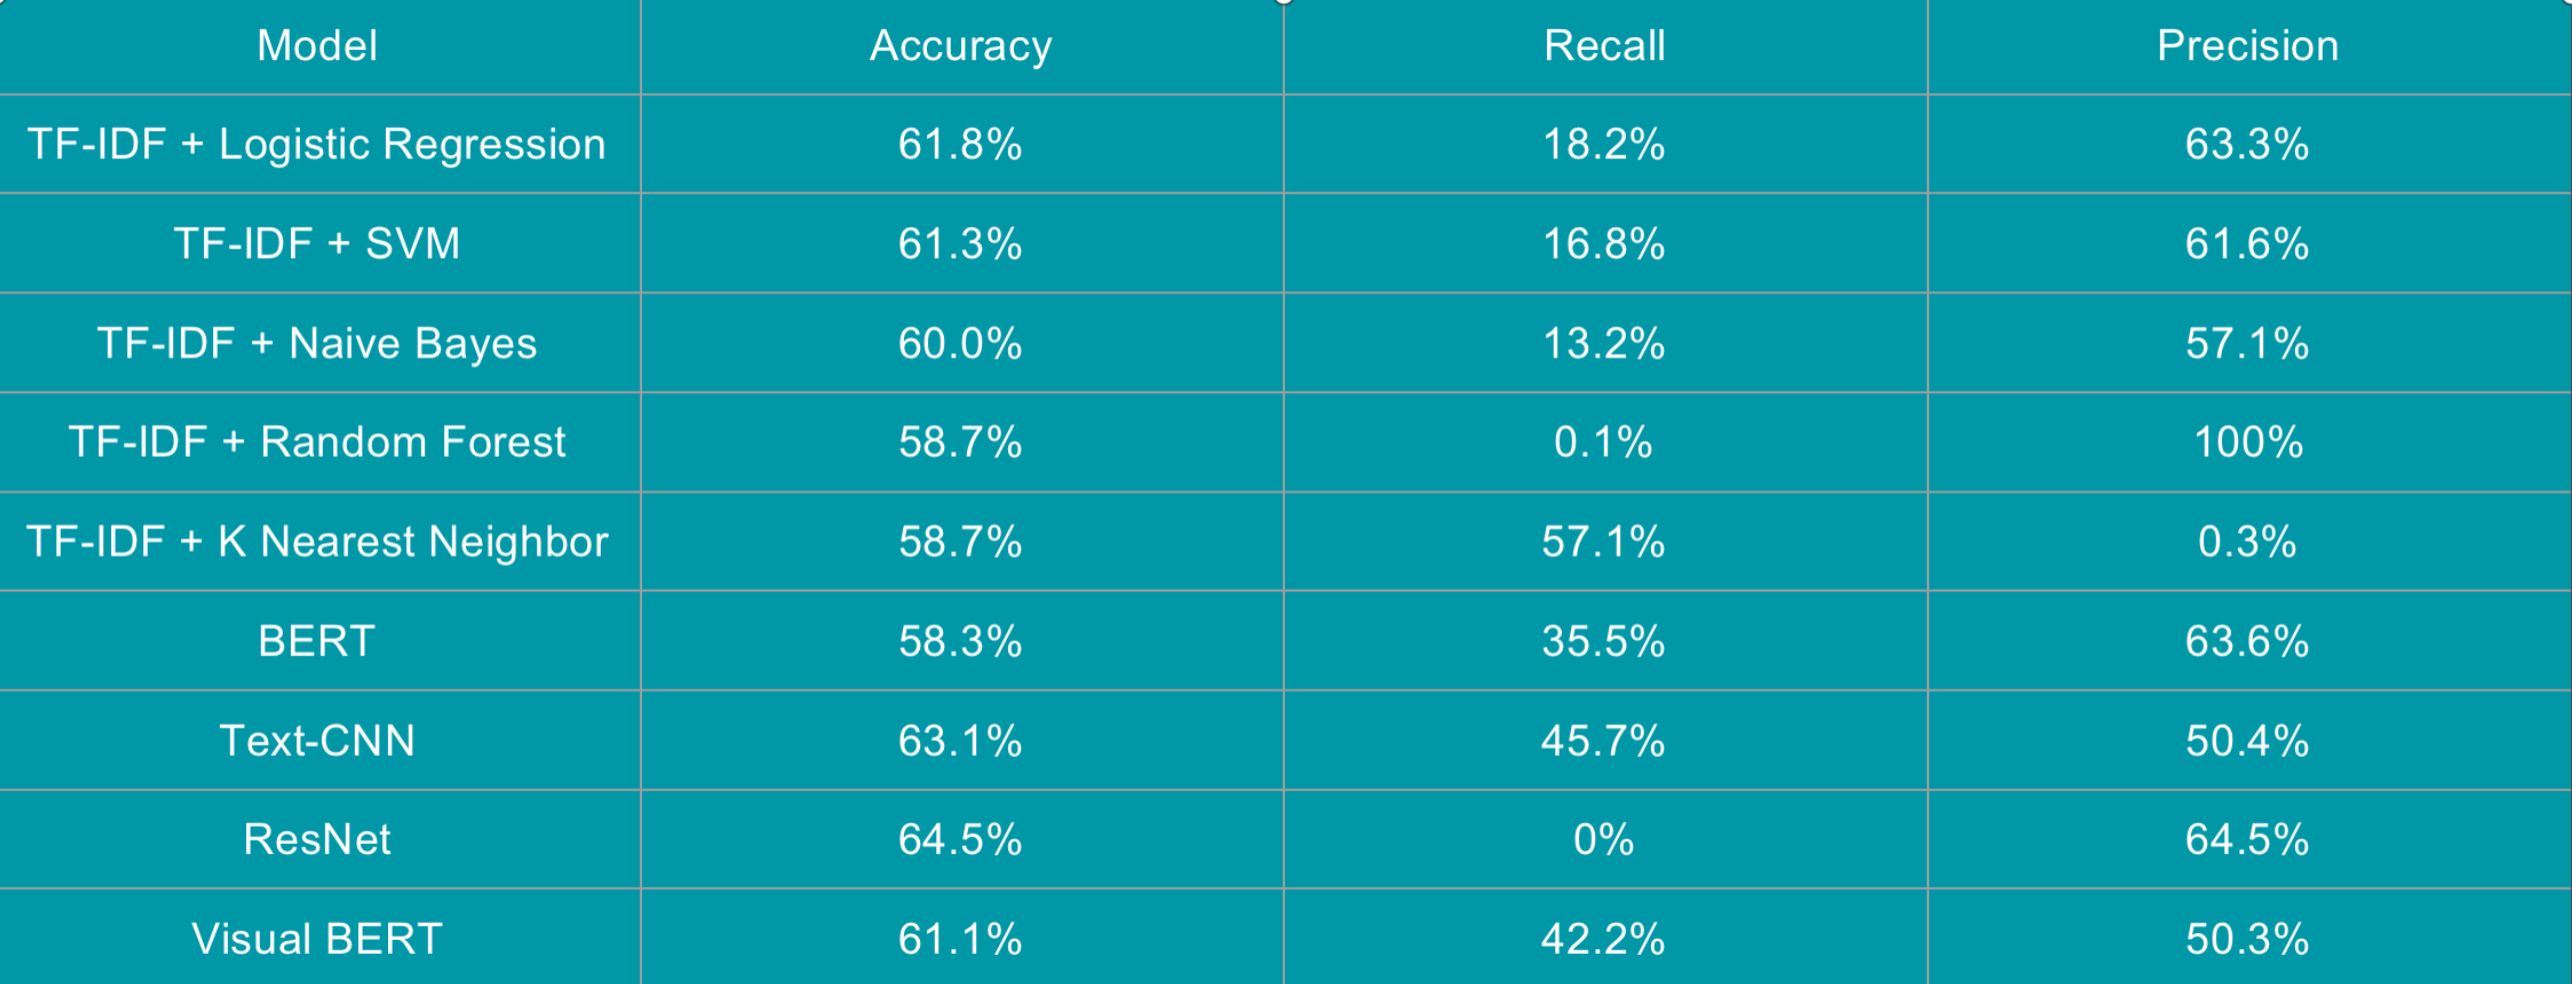 Model Accuracy Recall Precision
TF-IDF + Logistic Regression 61.8% 18.2% 63.3%
TF-IDF + SVM 61.3% 16.8% 61.6%
TF-IDF + Naive Bayes 60.0% 13.2% 57.1%
TF-IDF + Random Forest 58.7% 0.1% 100%
TF-IDF + K Nearest Neighbor 58.7% 57.1% 0.3%
BERT 58.3% 35.5% 63.6%
Text-CNN 63.1% 45.7% 50.4%
ResNet 64.5% 0% 64.5%
Visual BERT 61.1% 42.2% 50.3%